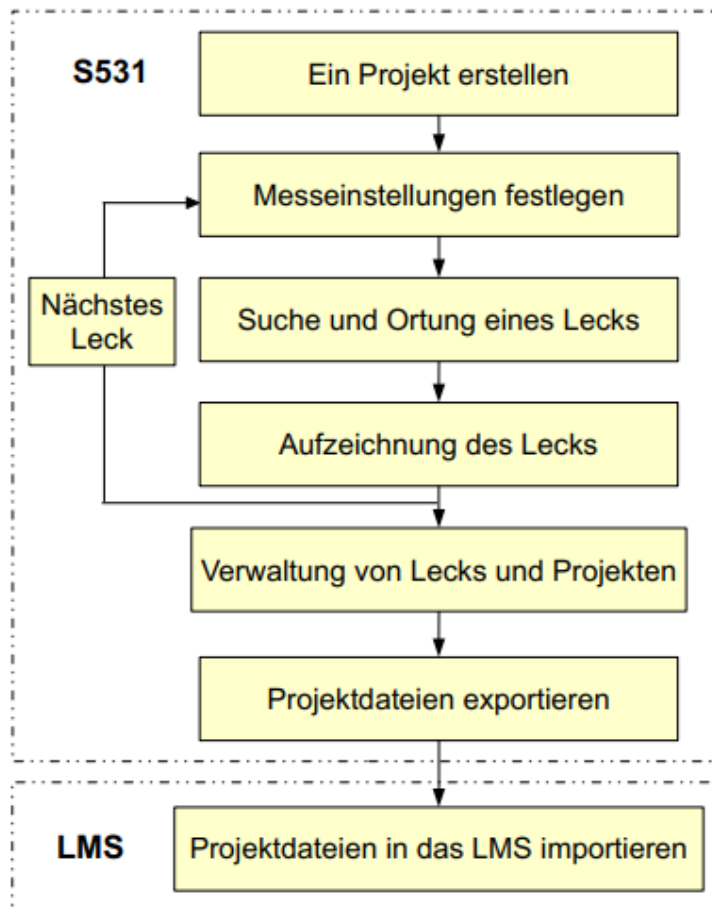 S531
Ein Projekt erstellen
Messeinstellungen festlegen
Nächstes
Leck
Suche und Ortung eines Lecks
Aufzeichnung des Lecks
Verwaltung von Lecks und Projekten
Projektdateien exportieren
LMS
Projektdateien in das LMS importieren